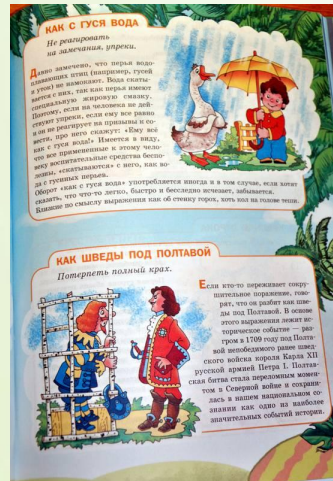 КАК С ГУСЯ ВОДА
Не реагировать
на замечания, упреки.
Давно замечено, что перья водо-
плавающих птиц (например, гусей
и уток) не намокают. Вода скаты-
вается с них, так как перья имеют
специальную жировую смазку.
Поэтому, если на человека не дей-
ствуют упреки, если ему все равно
и он не реагирует на призывы к со-
вести, про него скажут: «Ему всё
как с гуся вода!» Имеется в виду,
что все применяемые к этому чело-
веку воспитательные средства беспо-
лезны, «скатываются» с него, как во-
да с гусиных перьев.
Оборот «как с гуся вода» употребляется иногда и в том случае, если хотят
сказать, что что-то легко, быстро и бесследно исчезает, забывается.
Близкие по смыслу выражения как об стенку горох, хоть кол на голове теши.
КАК ШВЕДЫ ПОД ПОЛТАВОЙ
Потерпеть полный крах.
Если кто-то переживает сокру-
шительное поражение, гово-
рят, что он разбит как шве-
ды под Полтавой. В основе
этого выражения лежит ис-
торическое событие — раз-
гром в 1709 году под Полта-
вой непобедимого ранее швед-
ского войска короля Карла XII
русской армией Петра I. Полтав-
ская битва стала переломным момен-
том в Северной войне и сохрани-
лась в нашем национальном со-
знании как одно из наиболее
значительных событий истории.